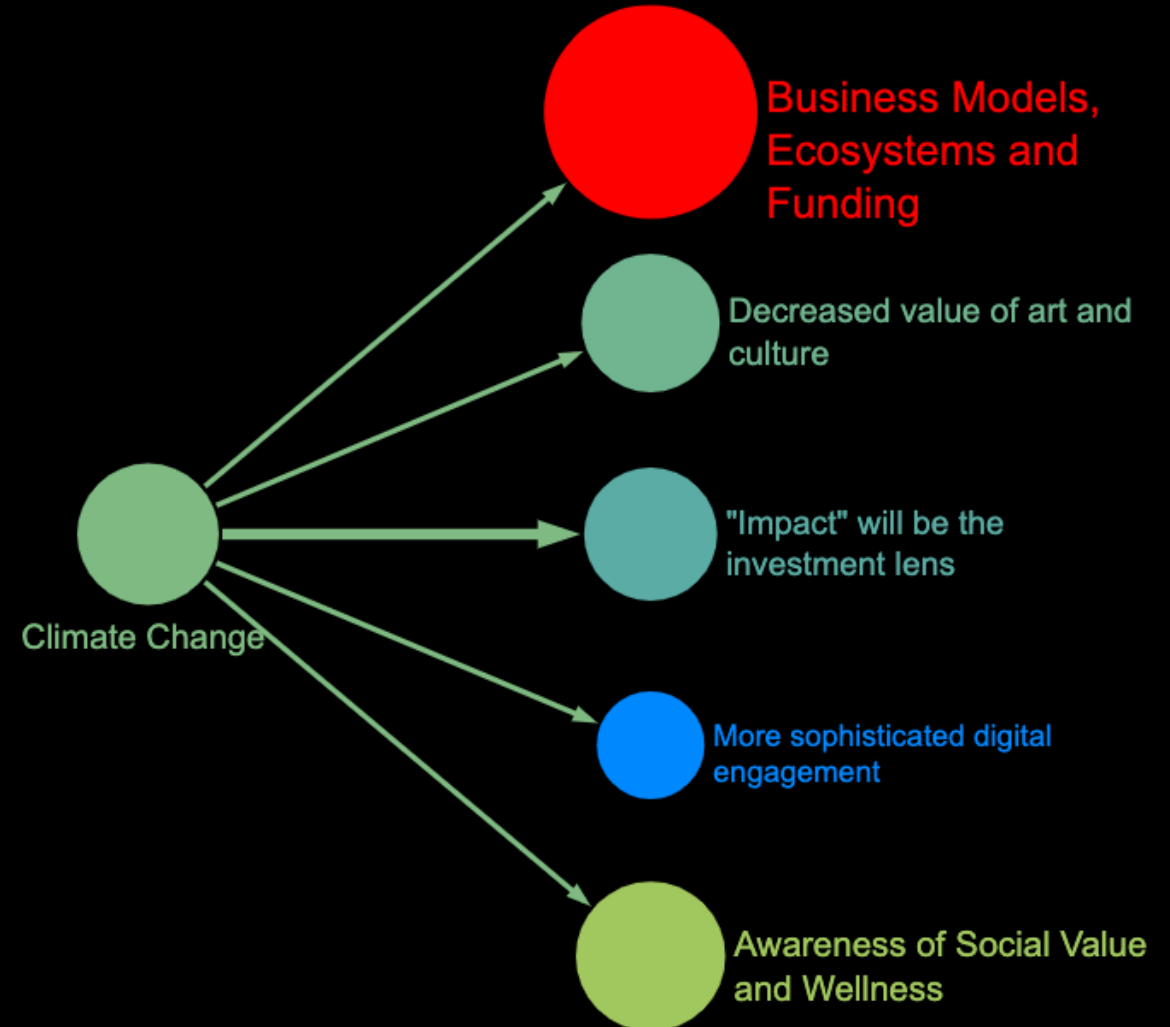 Business Models,
Ecosystems and
Funding
Decreased value of art and
culture
"Impact" will be the
investment lens
Climate Change
More sophisticated digital
engagement
Awareness of Social Value
and Wellness